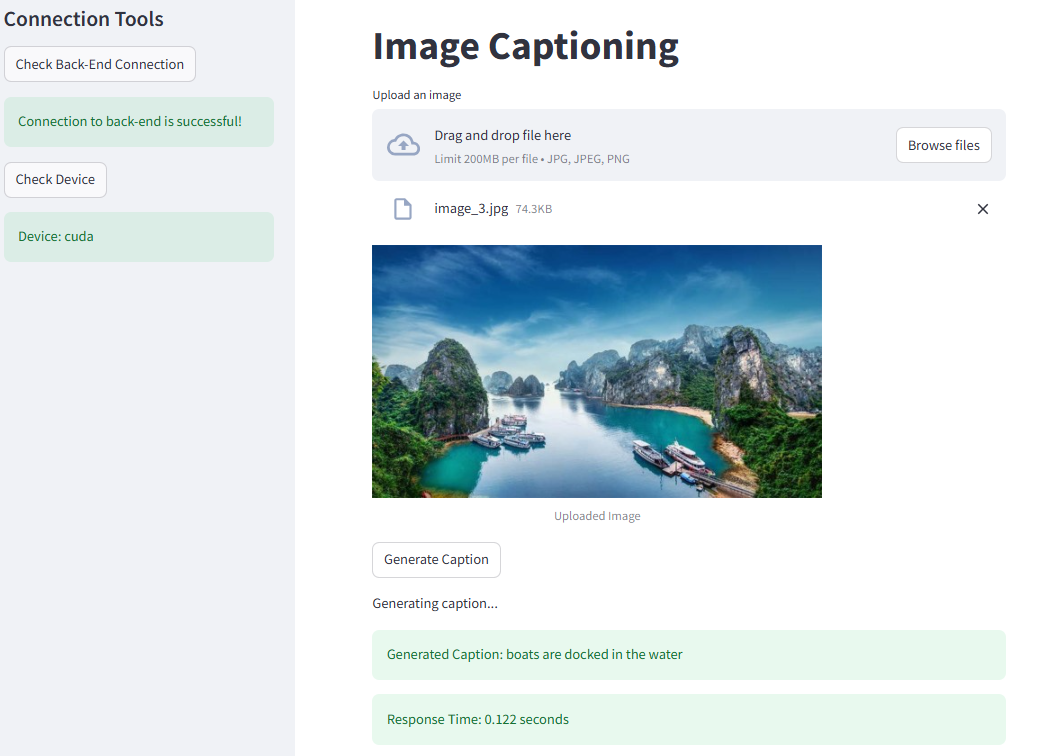 Connection Tools
Check Back-End Connection
Connection to back-end is successful!
Check Device
Device: cuda
Image Captioning
Upload an image
Drag and drop file here
Limit 200MB per file • JPG, JPEG, PNG
Browse files
image_3.jpg 74.3KB
Uploaded Image
Generate Caption
Generating caption...
Generated Caption: boats are docked in the water
Response Time: 0.122 seconds